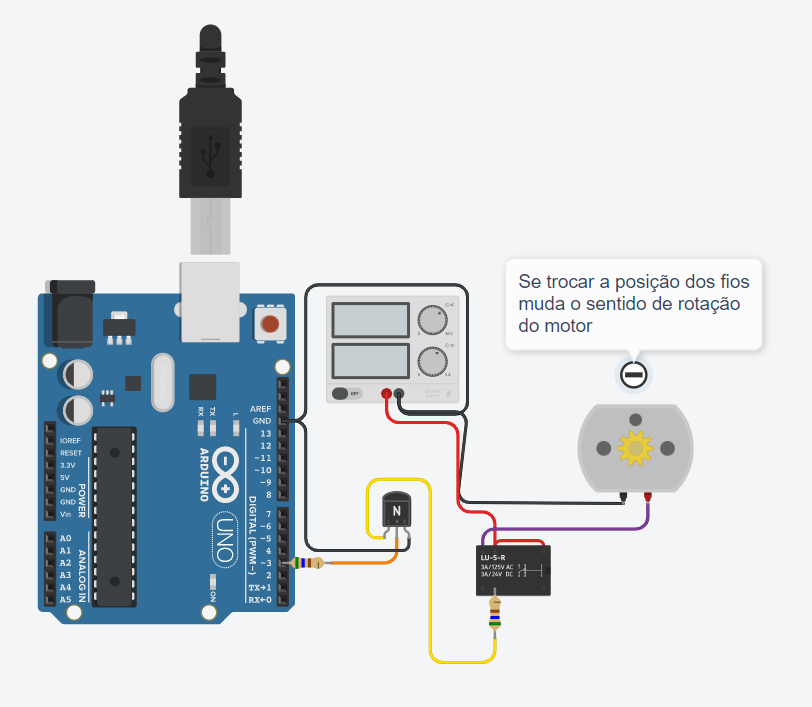 Se trocar a posição dos fios
muda o sentido de rotação
do motor
OFF
AREF
GND
13
12
~11
~10
~9
8
7
~6
~5
4
~3
2
TX→1
RX←0
DIGITAL (PWM~)
RX
TX
L
ARDUINO
UNO
ON
IOREF
RESET
3.3V
5V
GND
GND
Vin
POWER
A0
A1
A2
A3
A4
A5
ANALOG IN
N
LU-5-R
3A/125V AC
3A/24V DC